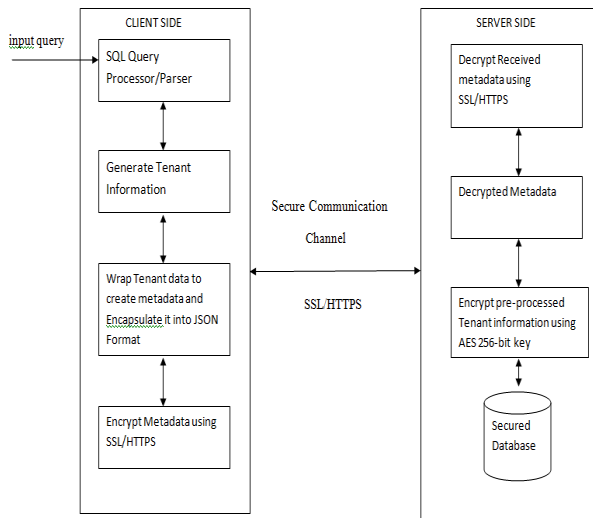 CLIENT SIDE
input query
SQL Query
Processor/Parser
Generate Tenant
Information
Wrap Tenant data to
create metadata and
Encapsulate it into JSON
Format
Encrypt Metadata using
SSL/HTTPS
Secure Communication
Channel
SSL/HTTPS
SERVER SIDE
Decrypt Received
metadata using
SSL/HTTPS
Decrypted Metadata
Encrypt pre-processed
Tenant information using
AES 256-bit key
Secured
Database